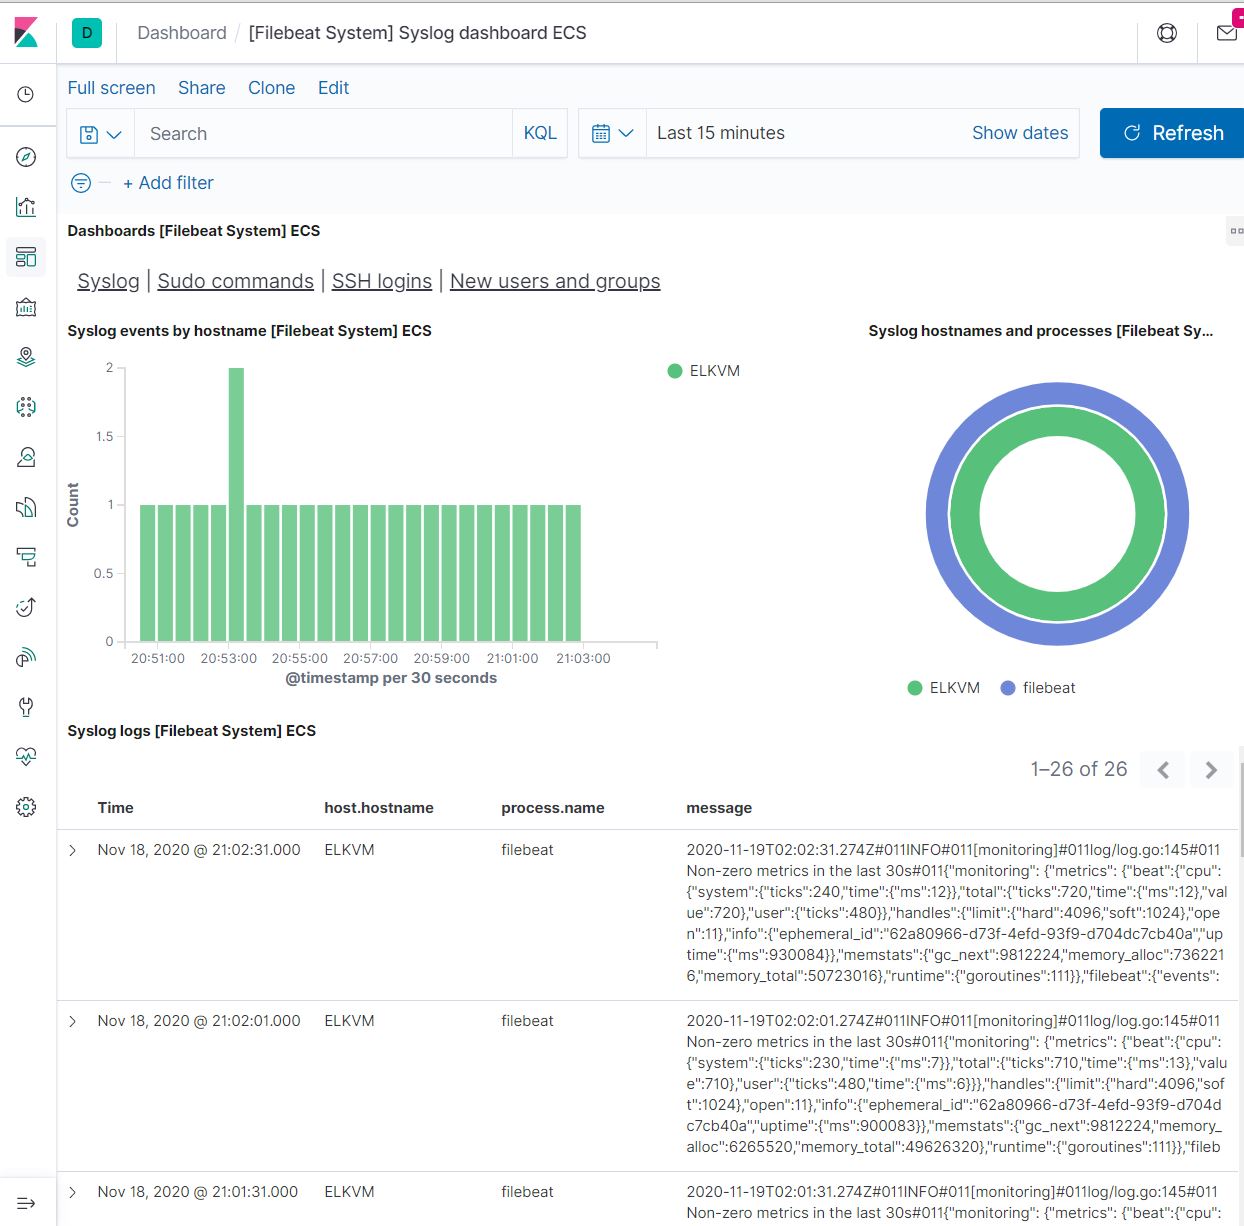 D Dashboard / [Filebeat System] Syslog dashboard ECS
Full screen Share Clone Edit
Search KQL Last 15 minutes Show dates Refresh
+ Add filter
Dashboards [Filebeat System] ECS
Syslog | Sudo commands | SSH logins | New users and groups
Syslog events by hostname [Filebeat System] ECS
2
1.5
1
0.5
0
Count
20:51:00 20:53:00 20:55:00 20:57:00 20:59:00 21:01:00 21:03:00
@timestamp per 30 seconds
ELKVM
Syslog hostnames and processes [Filebeat Sy...
ELKVM filebeat
Syslog logs [Filebeat System] ECS
1–26 of 26
Time host.hostname process.name message
Nov 18, 2020 @ 21:02:31.000 ELKVM filebeat 2020-11-19T02:02:31.274Z#011INFO#011[monitoring]#011log/log.go:145#011
Non-zero metrics in the last 30s#011{"monitoring": {"metrics": {"beat":{"cpu":
{"system":{"ticks":240,"time":{"ms":12}},"total":{"ticks":720,"time":{"ms":12},"val
ue":720},"user":{"ticks":480}},"handles":{"limit":{"hard":4096,"soft":1024},"ope
n":11},"info":{"ephemeral_id":"62a80966-d73f-4efd-93f9-d704dc7cb40a","up
time":{"ms":930084}},"memstats":{"gc_next":9812224,"memory_alloc":736221
6,"memory_total":50723016},"runtime":{"goroutines":111}},"filebeat":{"events":
Nov 18, 2020 @ 21:02:01.000 ELKVM filebeat 2020-11-19T02:02:01.274Z#011INFO#011[monitoring]#011log/log.go:145#011
Non-zero metrics in the last 30s#011{"monitoring": {"metrics": {"beat":{"cpu":
{"system":{"ticks":230,"time":{"ms":7}},"total":{"ticks":710,"time":{"ms":13},"valu
e":710},"user":{"ticks":480,"time":{"ms":6}}},"handles":{"limit":{"hard":4096,"sof
t":1024},"open":11},"info":{"ephemeral_id":"62a80966-d73f-4efd-93f9-d704d
c7cb40a","uptime":{"ms":900083}},"memstats":{"gc_next":9812224,"memory_
alloc":6265520,"memory_total":49626320},"runtime":{"goroutines":111}},"fileb
Nov 18, 2020 @ 21:01:31.000 ELKVM filebeat 2020-11-19T02:01:31.274Z#011INFO#011[monitoring]#011log/log.go:145#011
Non-zero metrics in the last 30s#011{"monitoring": {"metrics": {"beat":{"cpu":